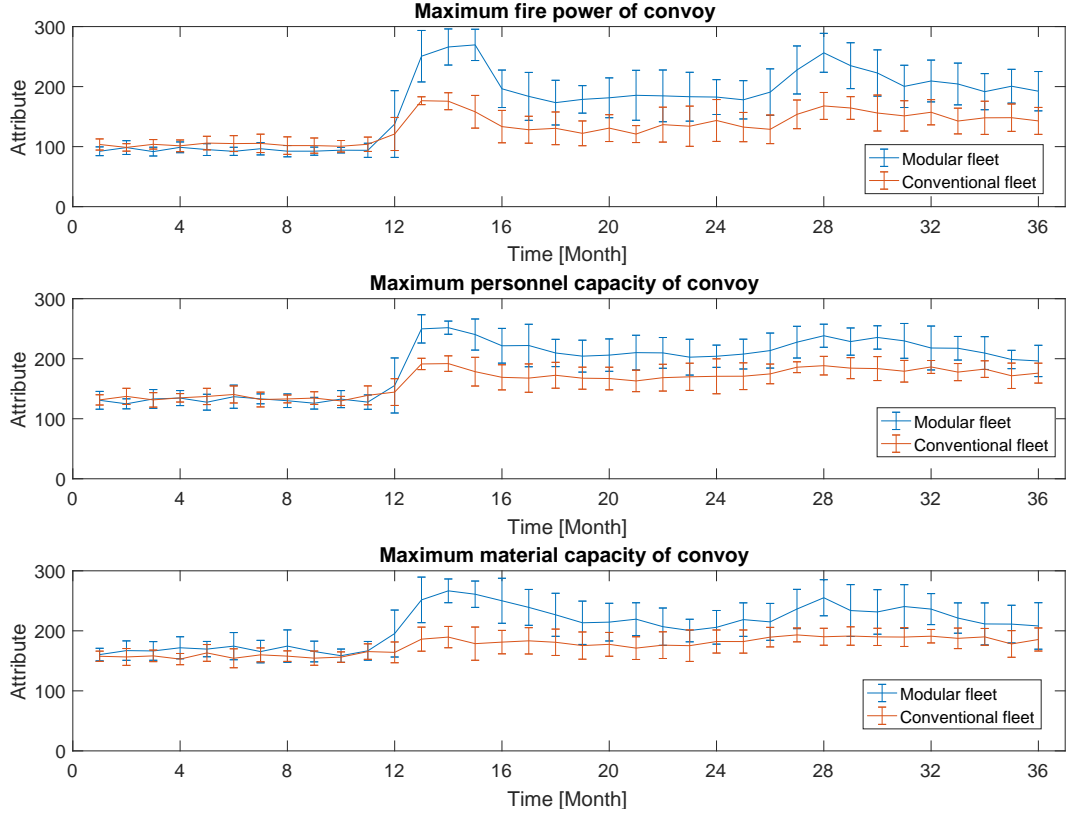 Maximum fire power of convoy
300
200
100
0
Attribute
0 4 8 12 16 20 24 28 32 36
Time [Month]
Modular fleet
Conventional fleet
Maximum personnel capacity of convoy
300
200
100
0
Attribute
0 4 8 12 16 20 24 28 32 36
Time [Month]
Modular fleet
Conventional fleet
Maximum material capacity of convoy
300
200
100
0
Attribute
0 4 8 12 16 20 24 28 32 36
Time [Month]
Modular fleet
Conventional fleet